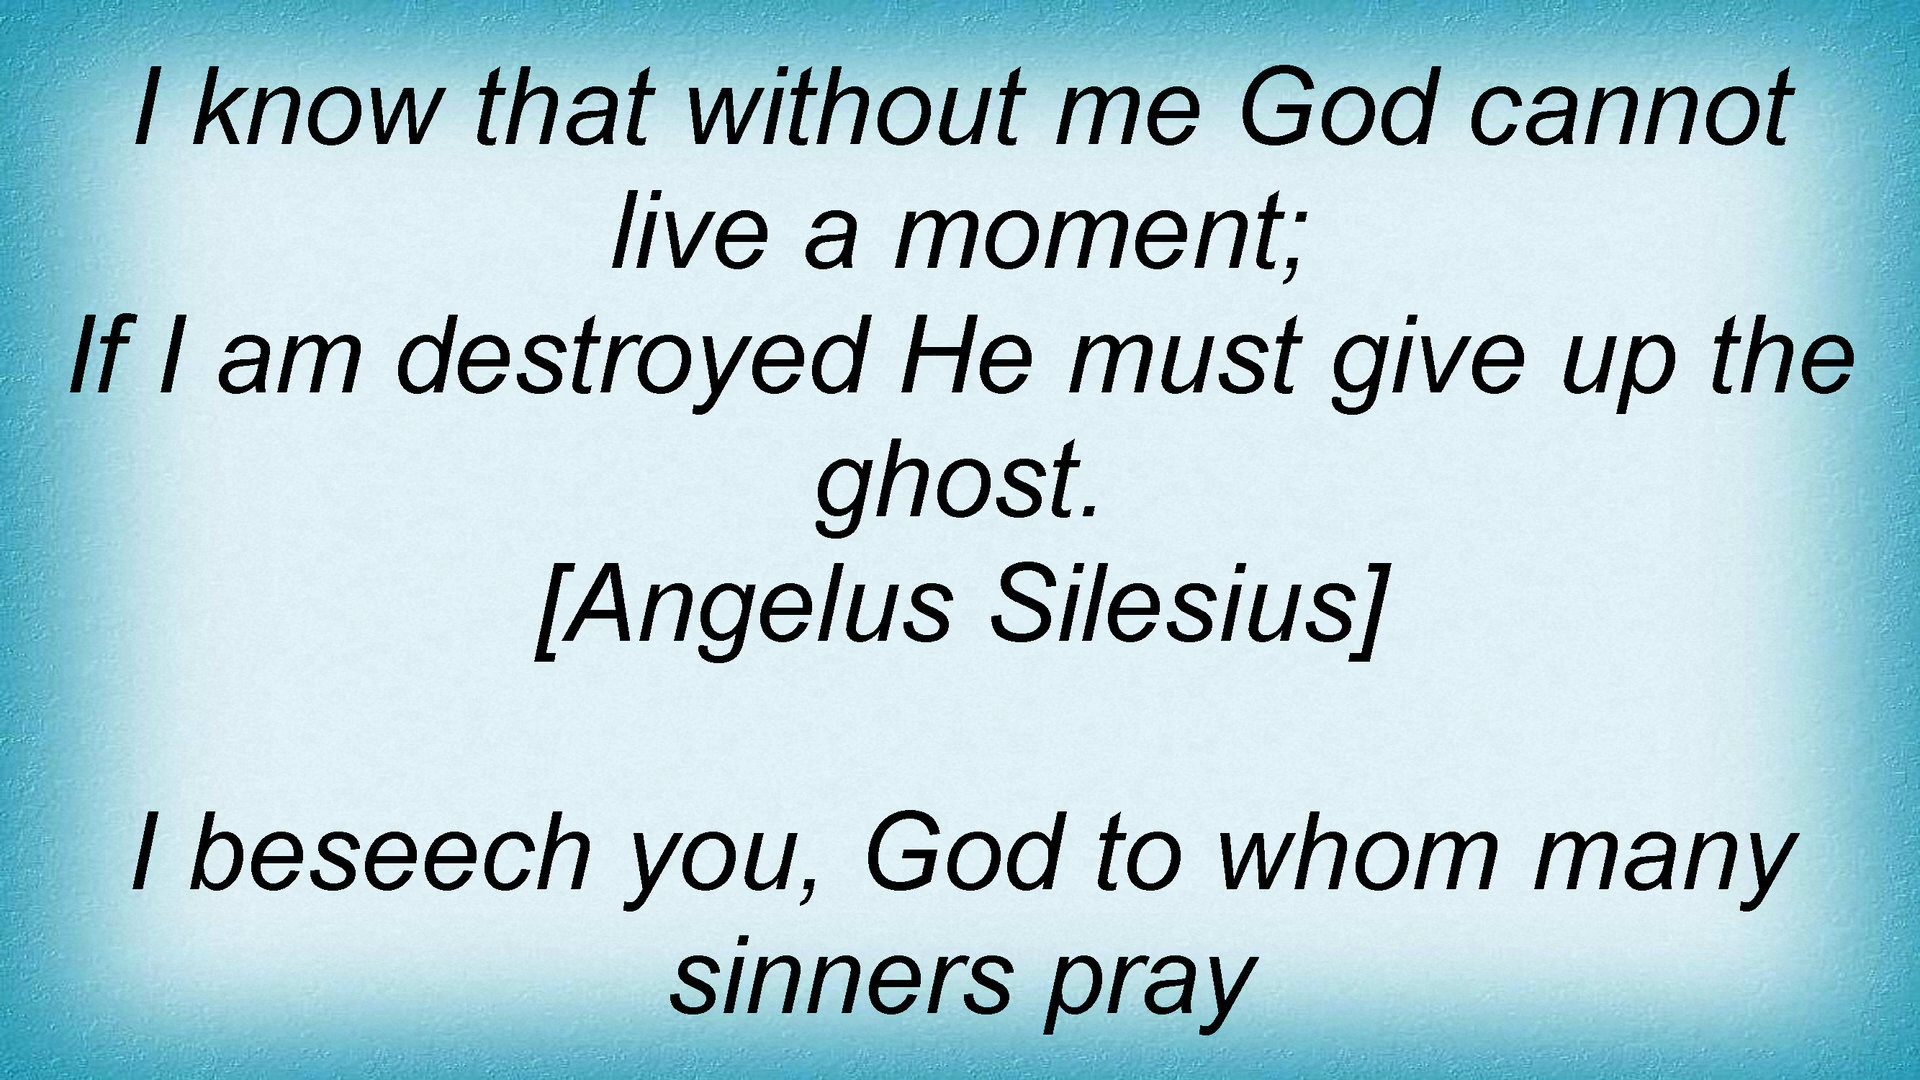 I know that without me God cannot
live a moment;
If I am destroyed He must give up the
ghost.
[Angelus Silesius]
I beseech you, God to whom many
sinners pray